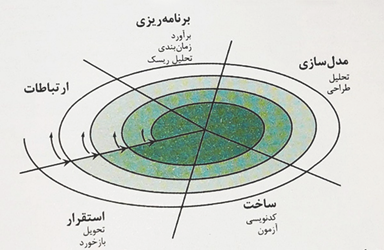 برنامه‌ریزی
برآورد
زمان‌بندی
تحلیل ریسک
مدل‌سازی
تحلیل
طراحی
ارتباطات
ساخت
کدنویسی
آزمون
استقرار
تحویل
بازخورد